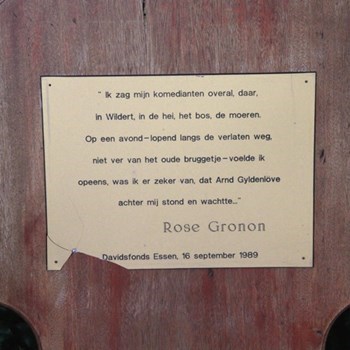 " Ik zag mijn komedianten overal, daar,
in Wildert, in de hei, het bos, de moeren.
Op een avond-lopend langs de verlaten weg,
niet ver van het oude bruggetje-voelde ik
opeens, was ik er zeker van, dat Arnd Gyldenlöve
achter mij stond en wachtte..."
Rose Gronon
Davidsfonds Essen, 16 september 1989